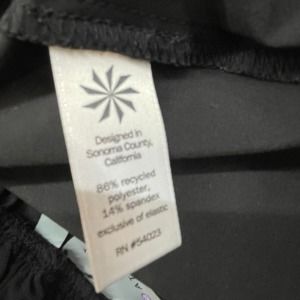 Designed in
Sonoma County,
California
86% recycled
polyester,
14% spandex
exclusive of elastic
RN #54023